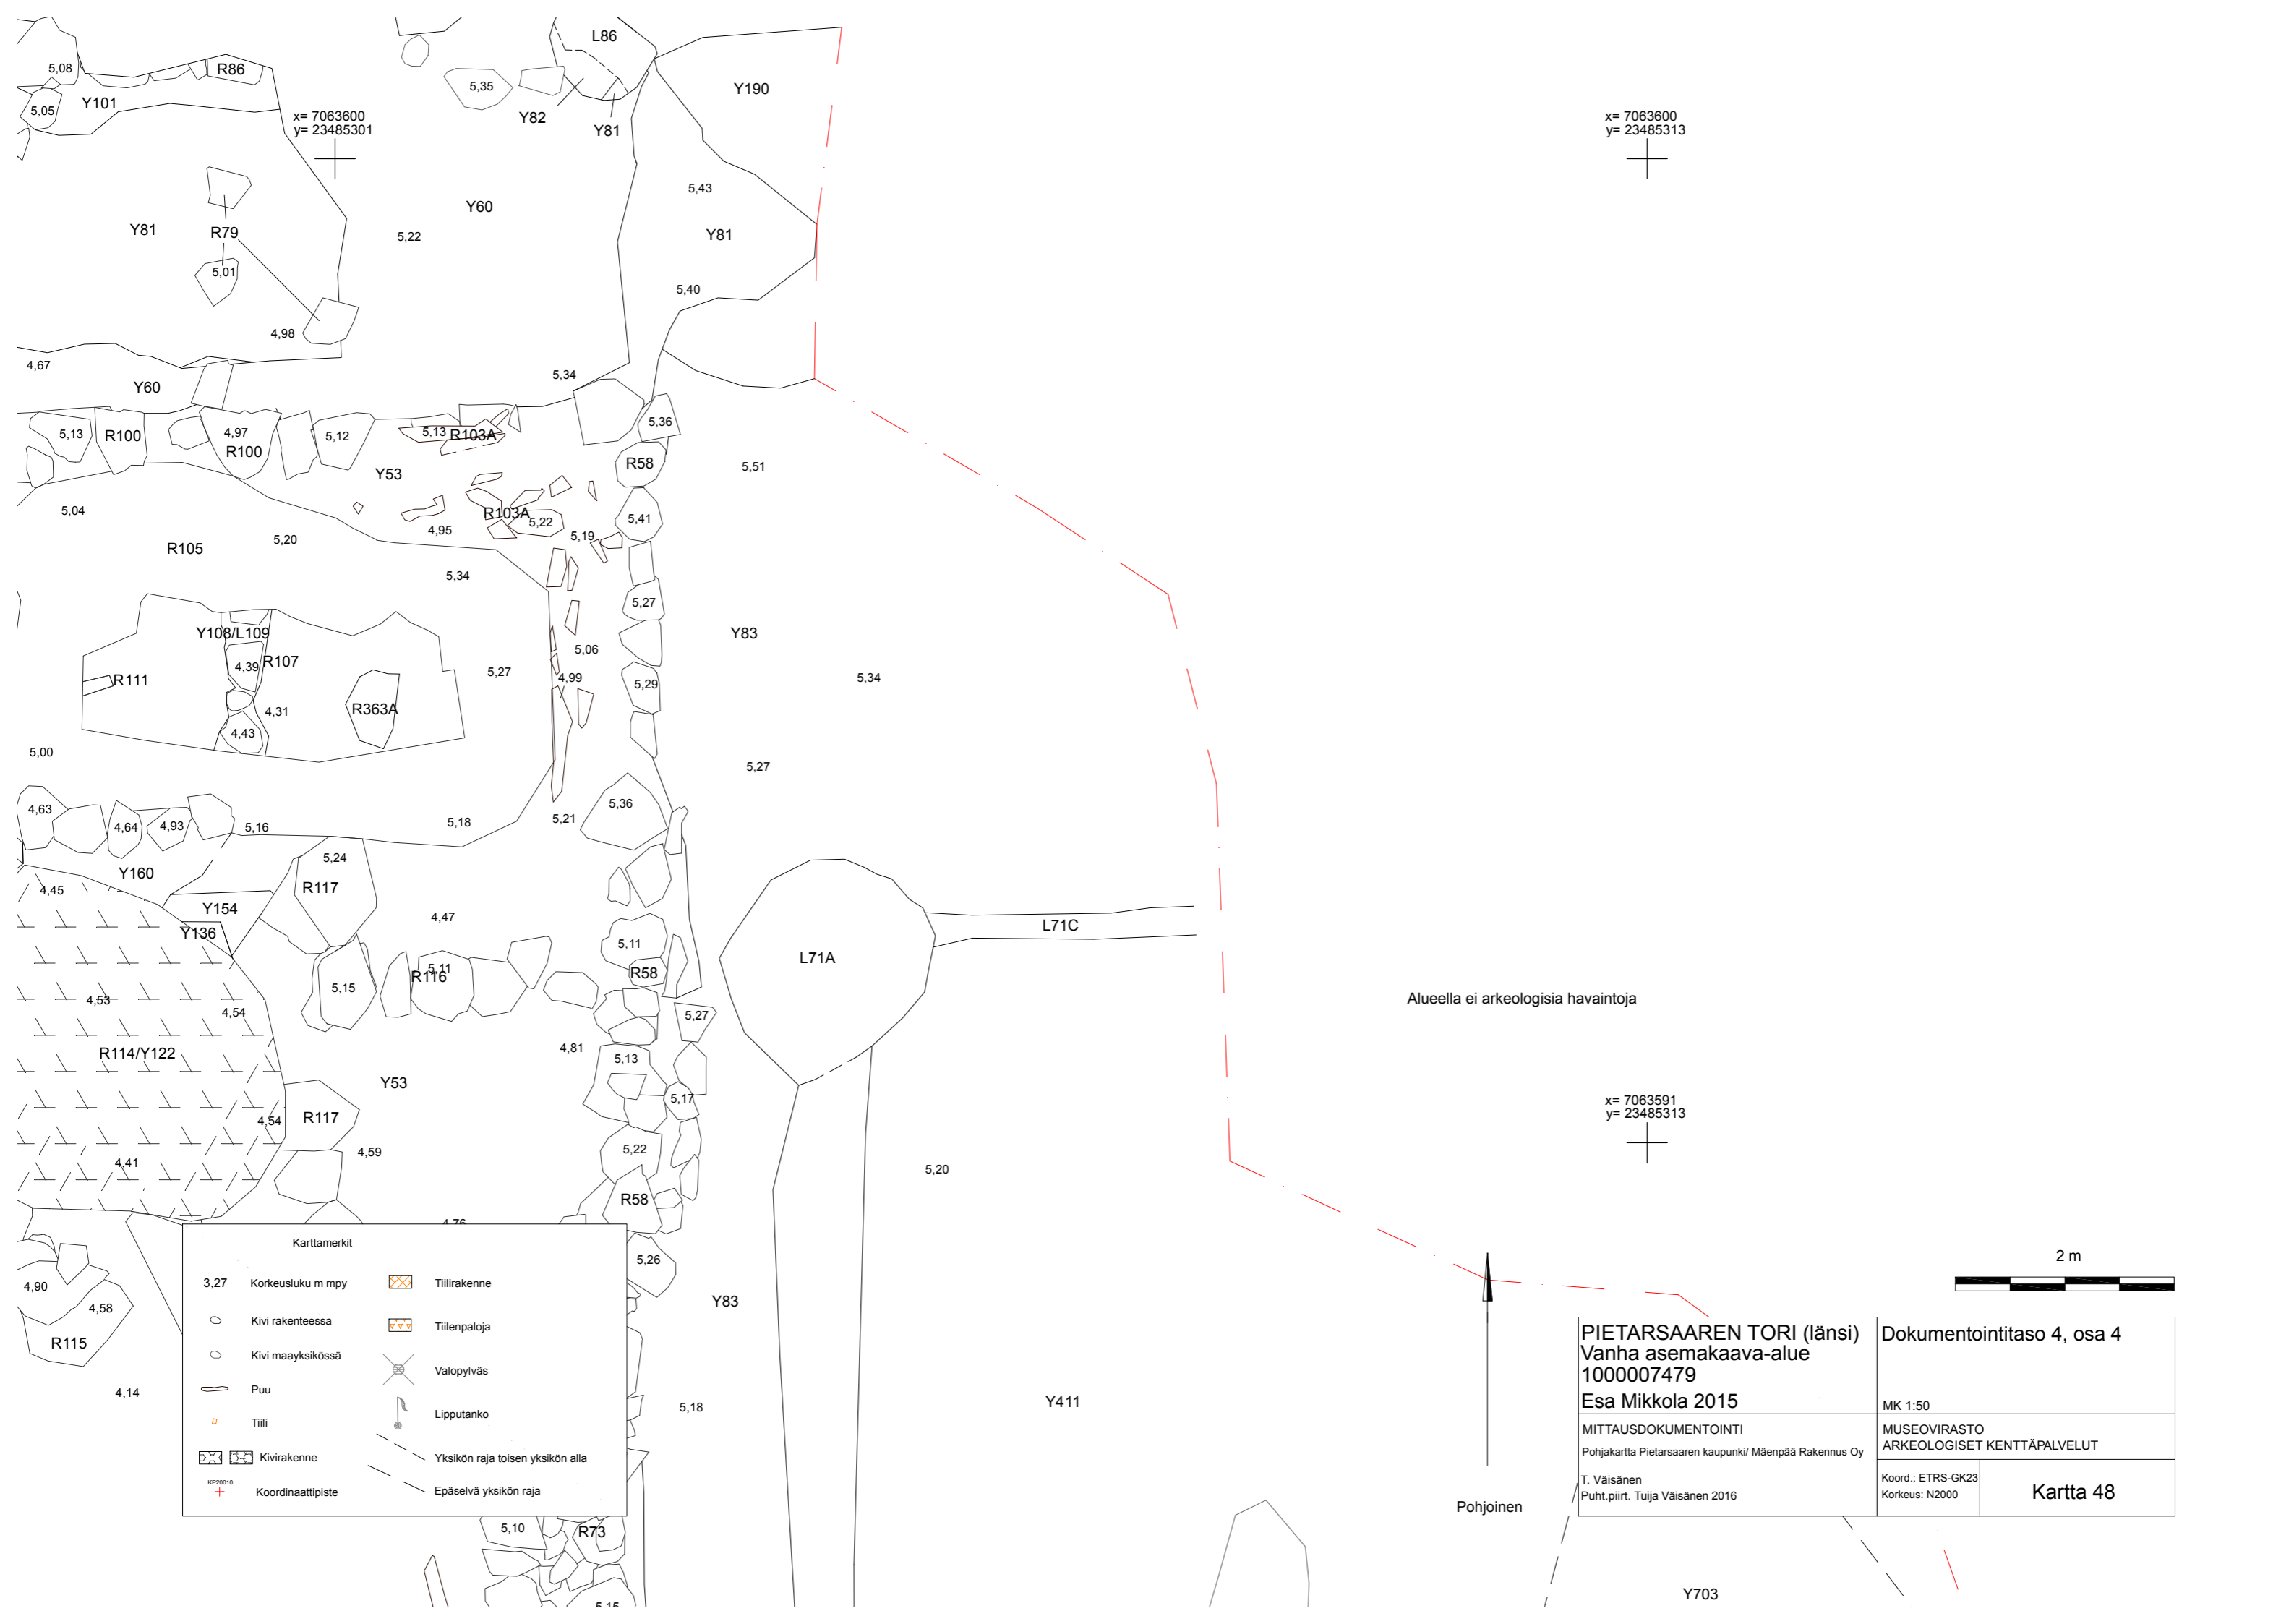 L86
5,08
R86
5,35
Y190
Y101
5,05
x= 7063600
y= 23485301
Y82
Y81
x= 7063600
y= 23485313
5,43
Y60
Y81
R79
5,22
Y81
5,01
5,40
4,98
4,67
5,34
Y60
5,36
5,13
R100
4,97
R100
5,12
5,13
R103A
R58
5,51
Y53
5,04
R103A
5,22
5,41
4,95
5,19
5,20
R105
5,34
5,27
Y108/L109
Y83
5,06
4,39
R107
5,27
4,99
5,29
5,34
R111
R363A
4,31
4,43
5,00
5,27
4,63
5,36
4,64
4,93
5,16
5,18
5,21
5,24
Y160
R117
4,45
Y154
4,47
L71C
Y136
5,11
L71A
5,11
R116
R58
5,15
4,53
4,54
Alueella ei arkeologisia havaintoja
5,27
4,81
R114/Y122
5,13
Y53
5,17
x= 7063591
y= 23485313
4,54
R117
4,59
5,22
4,41
5,20
R58
4,76
5,26
4,90
4,58
Y83
R115
4,14
5,18
Y411
Karttamerkit
3,27 Korkeusluku m mpy
Tiilirakenne
Kivi rakenteessa
Tiilenpaloja
Kivi maayksikössä
Valopylväs
Puu
Lipputanko
Tiili
Kivirakenne
Yksikön raja toisen yksikön alla
KP20010
Koordinaattipiste
Epäselvä yksikön raja
2 m
PIETARSAAREN TORI (länsi)
Vanha asemakaava-alue
1000007479
Esa Mikkola 2015
Dokumentointitaso 4, osa 4
MK 1:50
MITTAUSDOKUMENTOINTI
Pohjakartta Pietarsaaren kaupunki/ Mäenpää Rakennus Oy
T. Väisänen
Puht.piirt. Tuija Väisänen 2016
MUSEOVIRASTO
ARKEOLOGISET KENTTÄPALVELUT
Koord.: ETRS-GK23
Korkeus: N2000
Kartta 48
Pohjoinen
5,10
R73
Y703
5,15